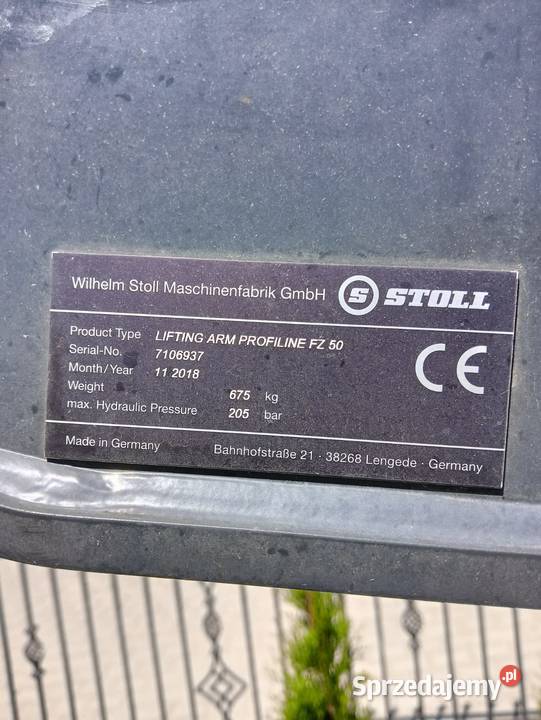 Wilhelm Stoll Maschinenfabrik GmbH S STOLL
Product Type LIFTING ARM PROFILINE FZ 50
Serial-No. 7106937
Month/Year 11 2018
Weight 675 kg
max. Hydraulic Pressure 205 bar
CE
Made in Germany Bahnhofstraße 21 · 38268 Lengede · Germany
Sprzedajemy.pl